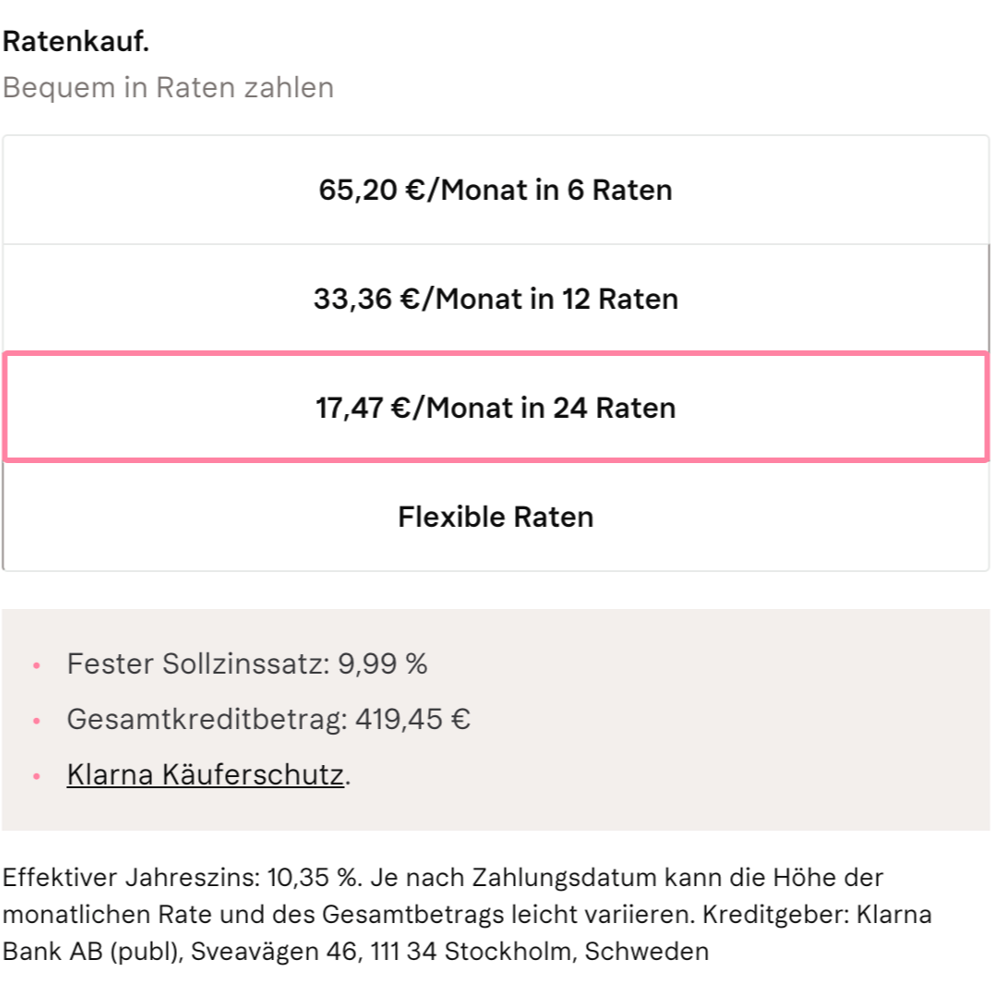 Ratenkauf.
Bequem in Raten zahlen
65,20 €/Monat in 6 Raten
33,36 €/Monat in 12 Raten
17,47 €/Monat in 24 Raten
Flexible Raten
• Fester Sollzinssatz: 9,99 %
• Gesamtkreditbetrag: 419,45 €
• Klarna Käuferschutz.
Effektiver Jahreszins: 10,35 %. Je nach Zahlungsdatum kann die Höhe der
monatlichen Rate und des Gesamtbetrags leicht variieren. Kreditgeber: Klarna
Bank AB (publ), Sveavägen 46, 111 34 Stockholm, Schweden